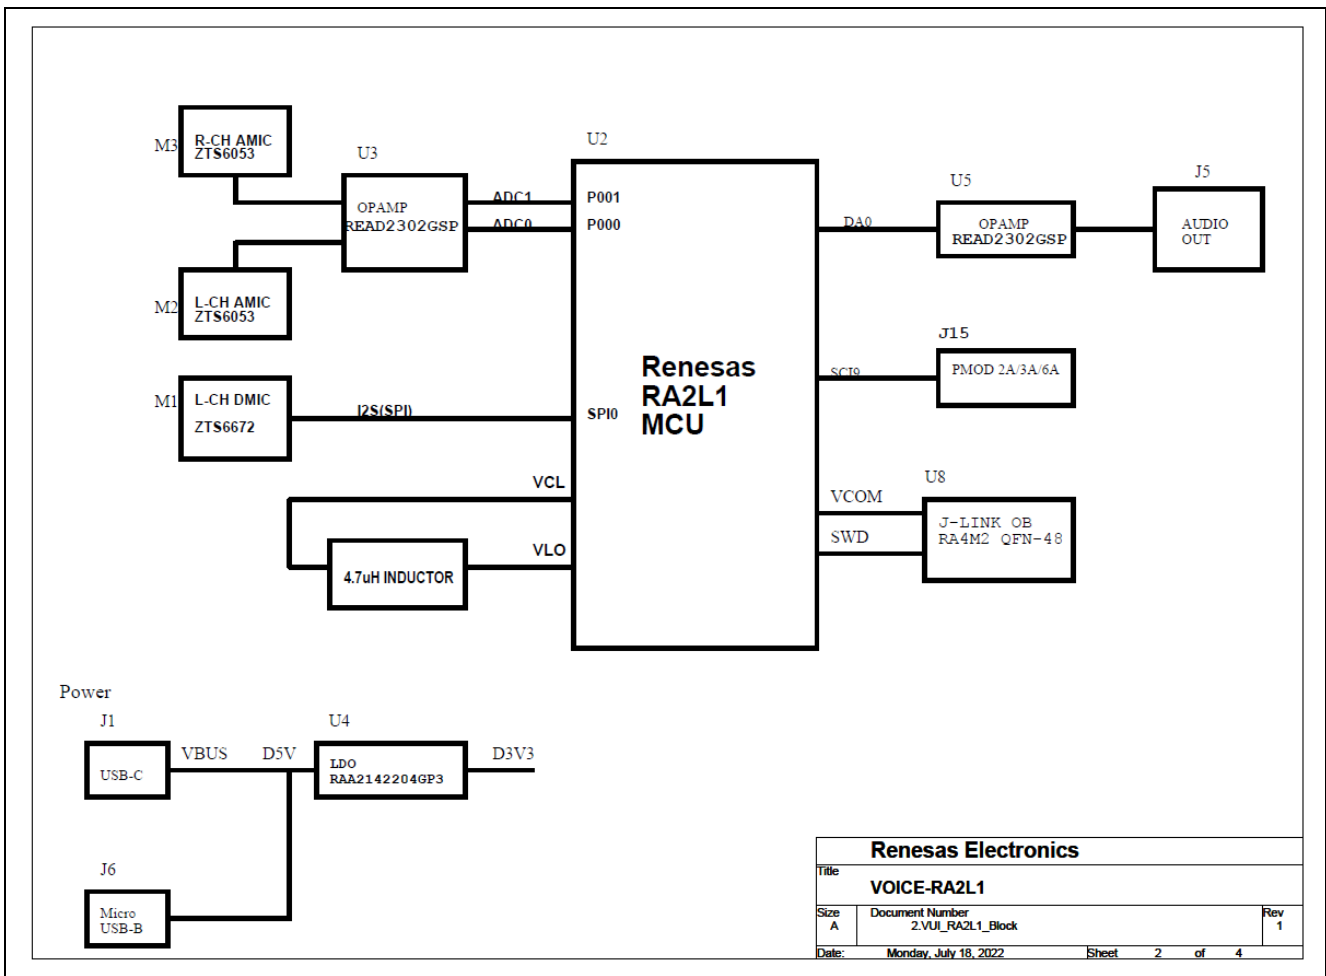 M3
R-CH AMIC
ZTS6053
U3
OPAMP
READ2302GSP
ADC1
ADC0
M2
L-CH AMIC
ZTS6053
M1
L-CH DMIC
ZTS6672
I2S(SPI)
VCL
VLO
4.7uH INDUCTOR
U2
P001
P000
SPI0
Renesas
RA2L1
MCU
DA0
U5
OPAMP
READ2302GSP
J5
AUDIO
OUT
SCI9
J15
PMOD 2A/3A/6A
VCOM
SWD
U8
J-LINK OB
RA4M2 QFN-48
Power
J1
USB-C
VBUS
D5V
U4
LDO
RAA2142204GP3
D3V3
J6
Micro
USB-B
Renesas Electronics
Title
VOICE-RA2L1
Size
A
Document Number
2.VUI_RA2L1_Block
Rev
1
Date: Monday, July 18, 2022 Sheet 2 of 4